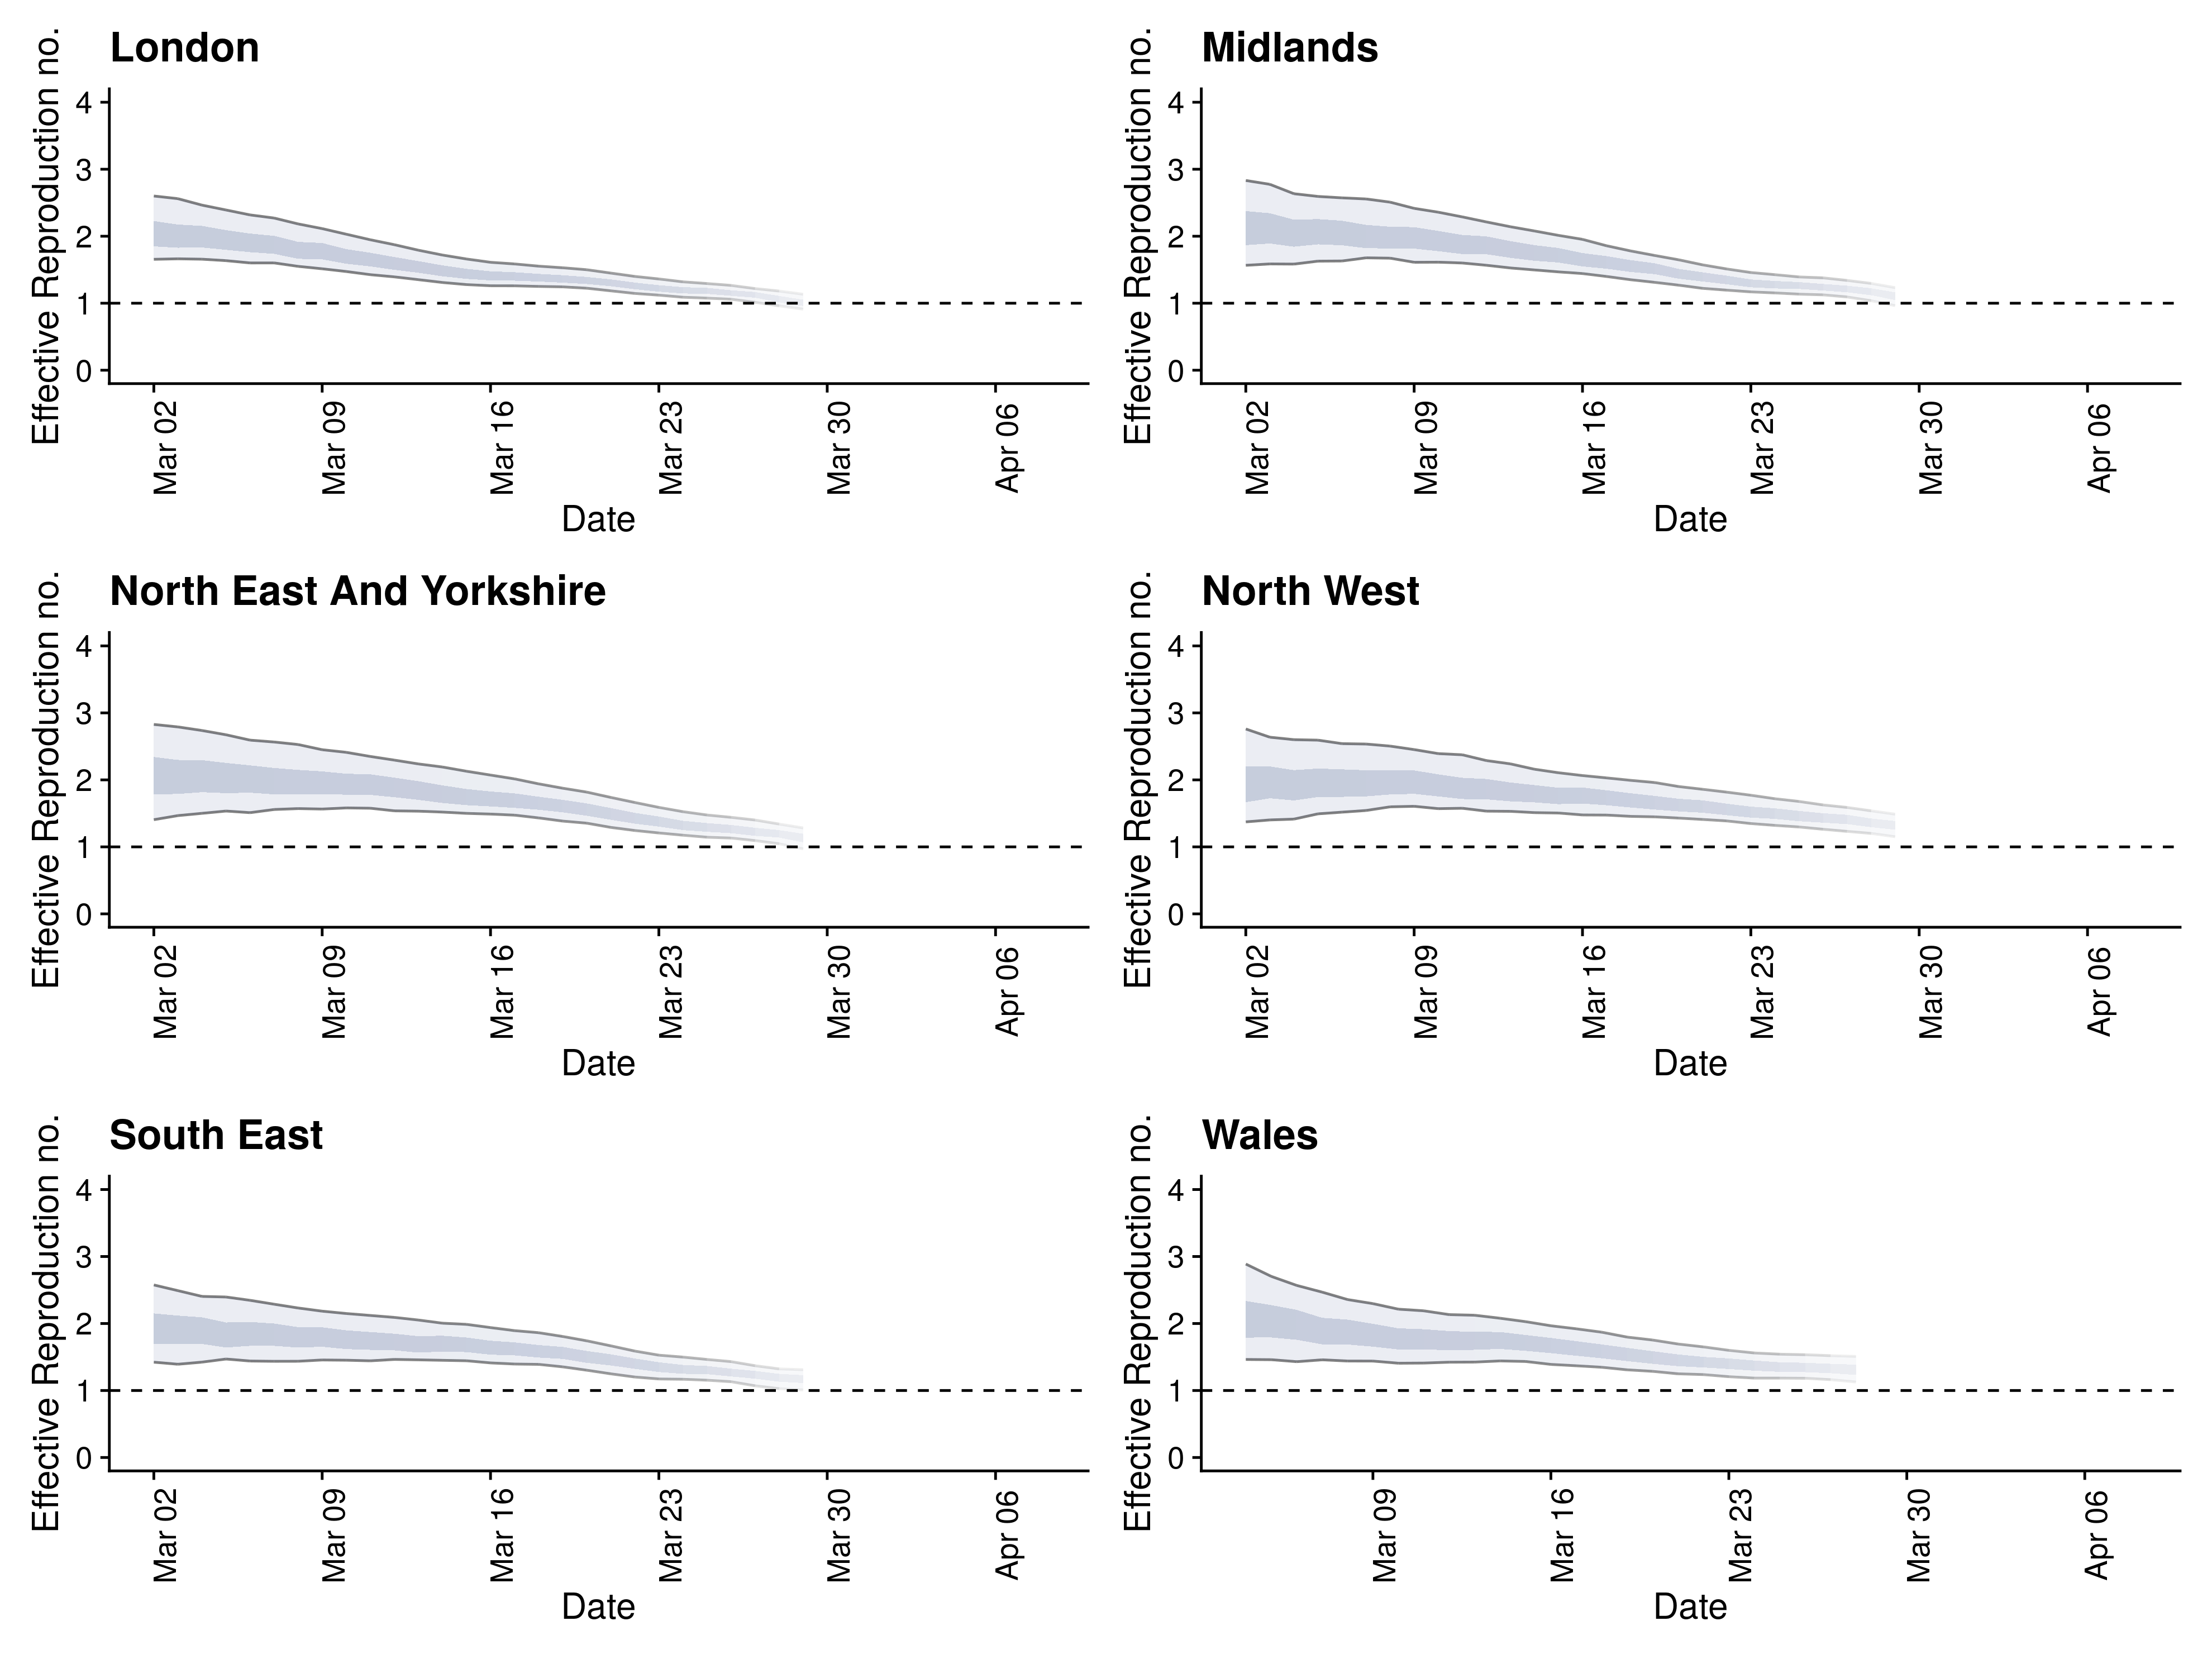 London
Effective Reproduction no.
4
3
2
1
0
Mar 02
Mar 09
Mar 16
Mar 23
Mar 30
Apr 06
Date
Midlands
Effective Reproduction no.
4
3
2
1
0
Mar 02
Mar 09
Mar 16
Mar 23
Mar 30
Apr 06
Date
North East And Yorkshire
Effective Reproduction no.
4
3
2
1
0
Mar 02
Mar 09
Mar 16
Mar 23
Mar 30
Apr 06
Date
North West
Effective Reproduction no.
4
3
2
1
0
Mar 02
Mar 09
Mar 16
Mar 23
Mar 30
Apr 06
Date
South East
Effective Reproduction no.
4
3
2
1
0
Mar 02
Mar 09
Mar 16
Mar 23
Mar 30
Apr 06
Date
Wales
Effective Reproduction no.
4
3
2
1
0
Mar 09
Mar 16
Mar 23
Mar 30
Apr 06
Date